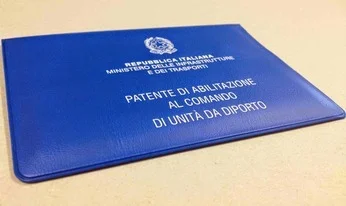 REPUBBLICA ITALIANA
MINISTERO DELLE INFRASTRUTTURE
E DEI TRASPORTI
PATENTE DI ABILITAZIONE
AL COMANDO
DI UNITÀ DA DIPORTO